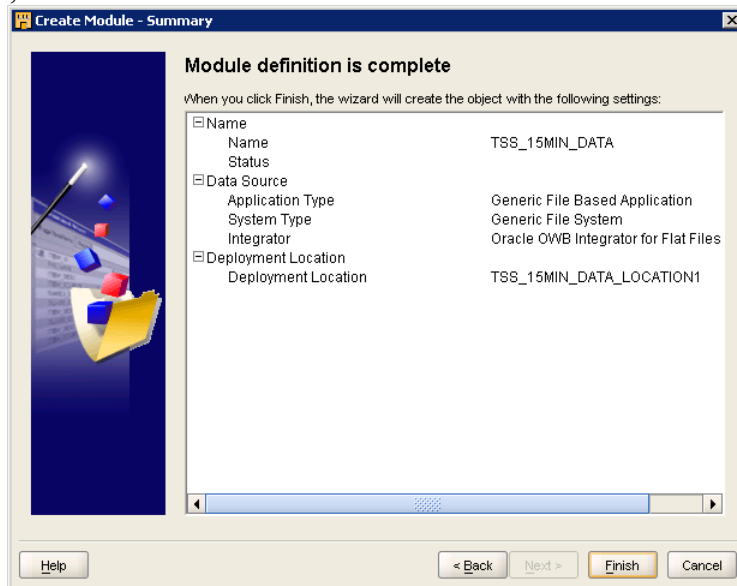 Create Module - Summary
Module definition is complete
When you click Finish, the wizard will create the object with the following settings:
Name
Name TSS_15MIN_DATA
Status
Data Source
Application Type Generic File Based Application
System Type Generic File System
Integrator Oracle OWB Integrator for Flat Files
Deployment Location
Deployment Location TSS_15MIN_DATA_LOCATION1
Help < Back Next > Finish Cancel